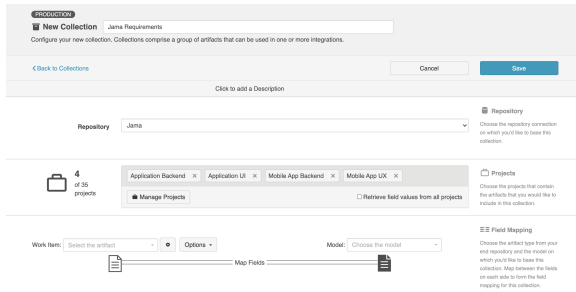 PRODUCTION
New Collection Jama Requirements
Configure your new collection. Collections comprise a group of artifacts that can be used in one or more integrations.
Back to Collections
Cancel
Save
Click to add a Description
Repository
Jama
Repository
Choose the repository connection
on which you'd like to base this
collection.
4
of 35
projects
Application Backend ×
Application UI ×
Mobile App Backend ×
Mobile App UX ×
Manage Projects
Retrieve field values from all projects
Projects
Choose the projects that contain
the artifacts that you would like to
include in this collection.
Work Item: Select the artifact
Options
Model: Choose the model
Map Fields
Field Mapping
Choose the artifact type from your
end repository and the model on
which you'd like to base this
collection. Map between the fields
on each side to form the field
mapping for this collection.